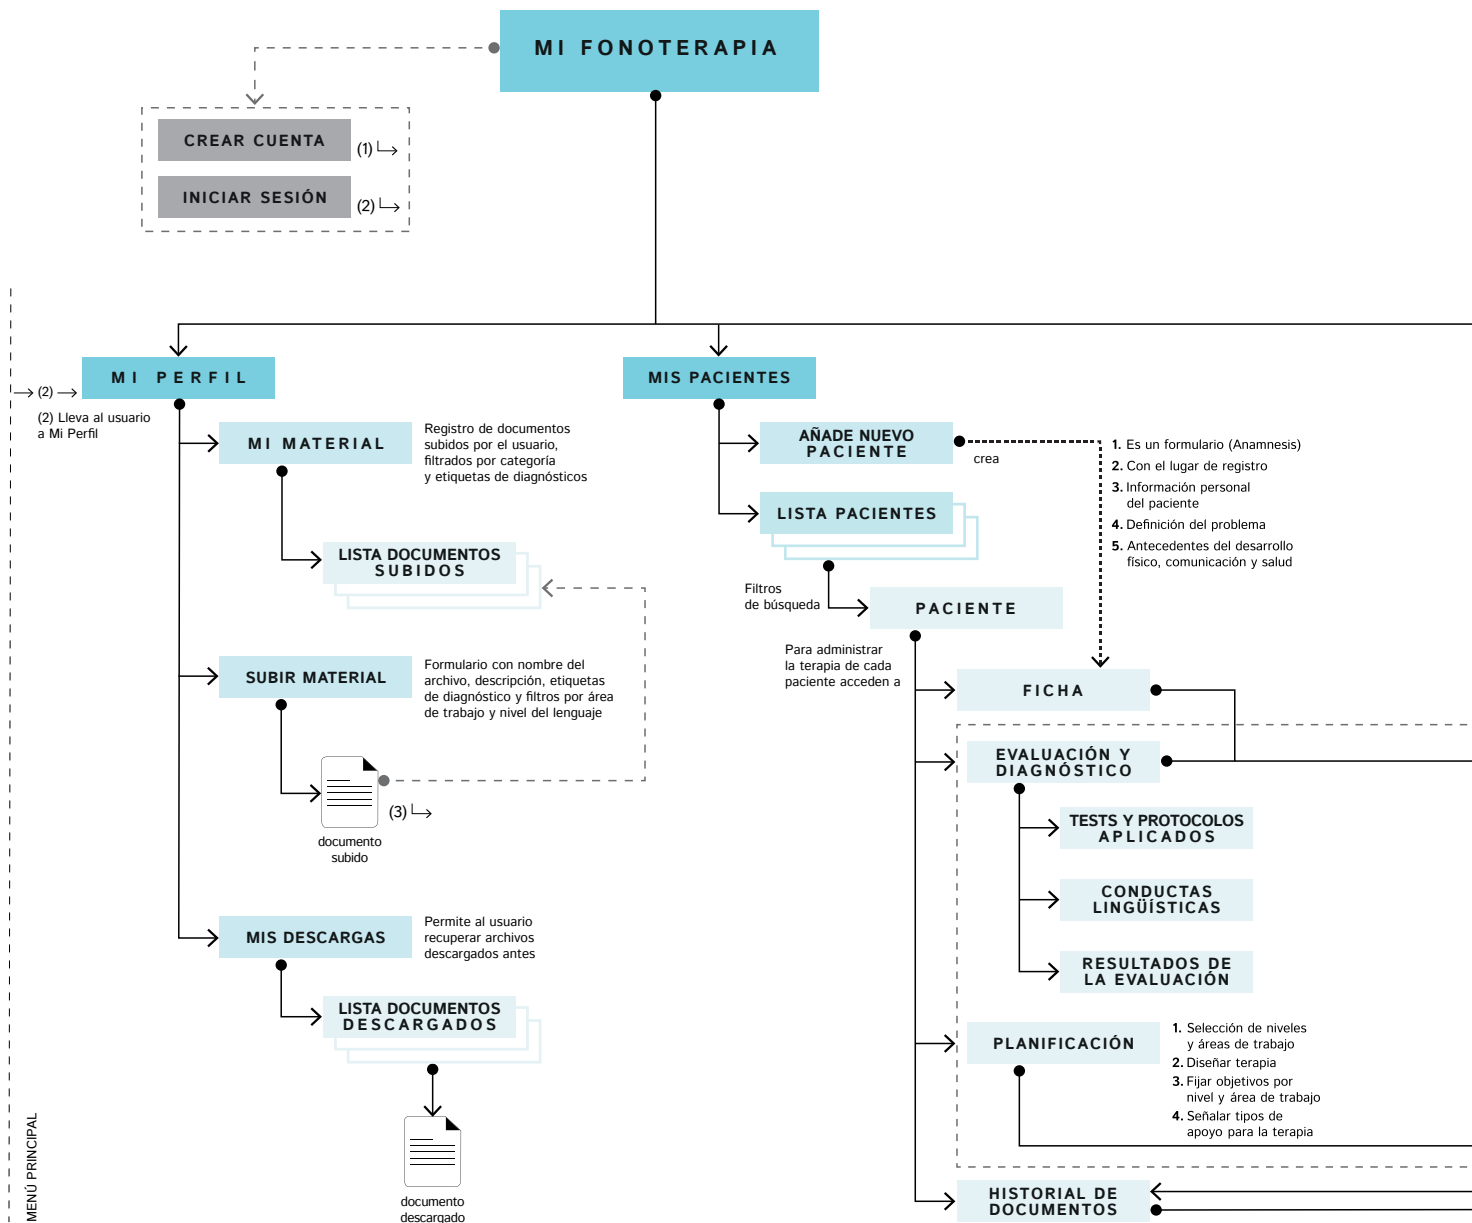 MI FONOTERAPIA
CREAR CUENTA
(1)
INICIAR SESIÓN
(2)
MI PERFIL
(2)
(2) Lleva al usuario
a Mi Perfil
MI MATERIAL
Registro de documentos
subidos por el usuario,
filtrados por categoría
y etiquetas de diagnósticos
LISTA DOCUMENTOS
SUBIDOS
SUBIR MATERIAL
Formulario con nombre del
archivo, descripción, etiquetas
de diagnóstico y filtros por área
de trabajo y nivel del lenguaje
(3)
documento
subido
MIS DESCARGAS
Permite al usuario
recuperar archivos
descargados antes
LISTA DOCUMENTOS
DESCARGADOS
documento
descargado
MENÚ PRINCIPAL
MIS PACIENTES
AÑADE NUEVO
PACIENTE
crea
1. Es un formulario (Anamnesis)
2. Con el lugar de registro
3. Información personal
del paciente
4. Definición del problema
5. Antecedentes del desarrollo
físico, comunicación y salud
LISTA PACIENTES
Filtros
de búsqueda
PACIENTE
Para administrar
la terapia de cada
paciente acceden a
FICHA
EVALUACIÓN Y
DIAGNÓSTICO
TESTS Y PROTOCOLOS
APLICADOS
CONDUCTAS
LINGÜÍSTICAS
RESULTADOS DE
LA EVALUACIÓN
PLANIFICACIÓN
1. Selección de niveles
y áreas de trabajo
2. Diseñar terapia
3. Fijar objetivos por
nivel y área de trabajo
4. Señalar tipos de
apoyo para la terapia
HISTORIAL DE
DOCUMENTOS